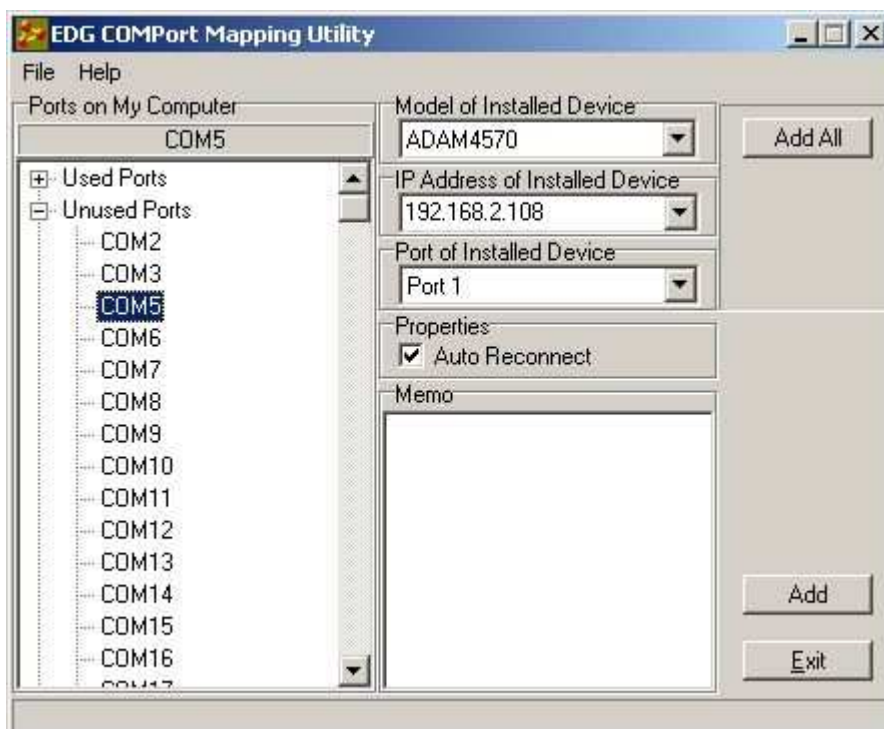 EDG COMPort Mapping Utility
File Help
Ports on My Computer
COM5
Used Ports
Unused Ports
COM2
COM3
COM5
COM6
COM7
COM8
COM9
COM10
COM11
COM12
COM13
COM14
COM15
COM16
COM17
Model of Installed Device
ADAM4570
IP Address of Installed Device
192.168.2.108
Port of Installed Device
Port 1
Properties
Auto Reconnect
Memo
Add All
Add
Exit